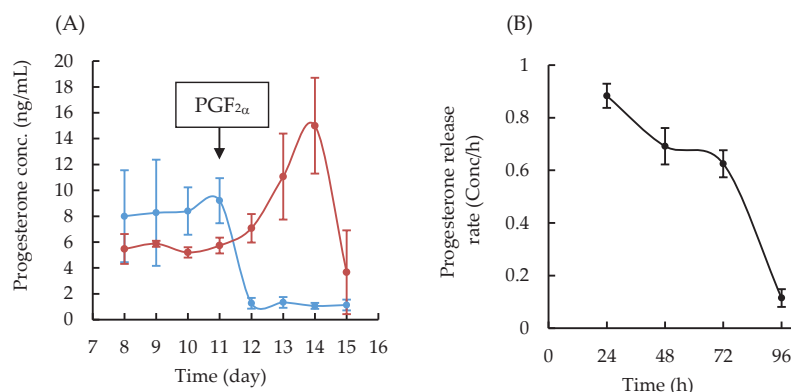 (A)
Progesterone conc. (ng/mL)
20
18
16
14
12
10
8
6
4
2
0
PGF2α
7 8 9 10 11 12 13 14 15 16
Time (day)
(B)
Progesterone release
rate (Conc/h)
1
0.8
0.6
0.4
0.2
0
0 24 48 72 96
Time (h)